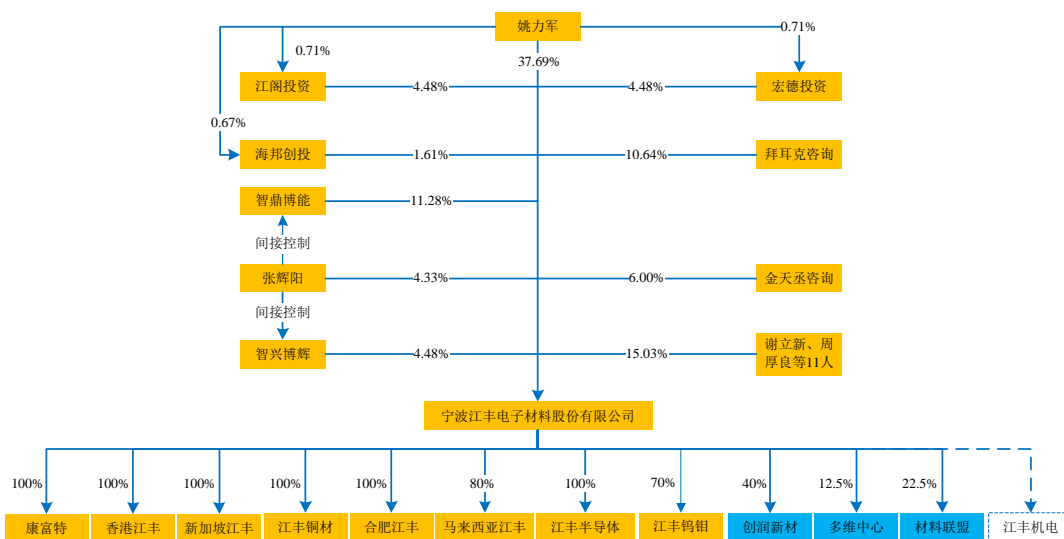 姚力军
0.71%
0.71%
37.69%
江阁投资
4.48%
4.48%
宏德投资
0.67%
海邦创投
1.61%
10.64%
拜耳克咨询
智鼎博能
11.28%
间接控制
张辉阳
4.33%
6.00%
金天丞咨询
间接控制
智兴博辉
4.48%
15.03%
谢立新、周
厚良等11人
宁波江丰电子材料股份有限公司
100%
100%
100%
100%
100%
80%
100%
70%
40%
12.5%
22.5%
康富特
香港江丰
新加坡江丰
江丰铜材
合肥江丰
马来西亚江丰
江丰半导体
江丰钨钼
创润新材
多维中心
材料联盟
江丰机电